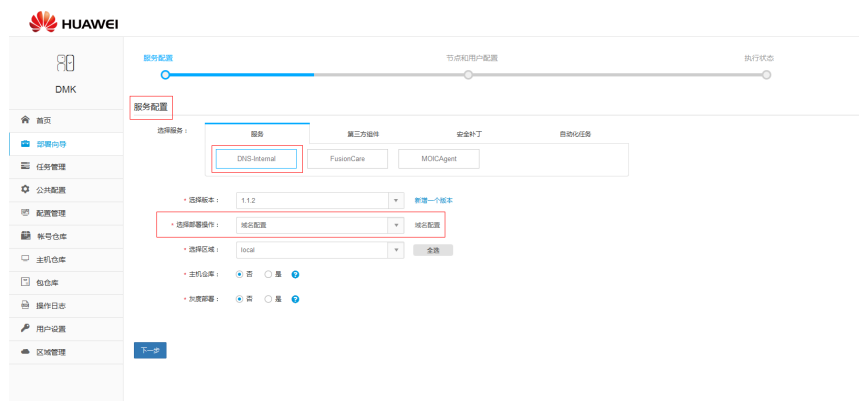 HUAWEI
DMK
首页
部署向导
任务管理
公共配置
配置管理
帐号仓库
主机仓库
包仓库
操作日志
用户设置
区域管理
服务配置
节点和用户配置
执行状态
服务配置
选择服务：
服务
第三方组件
安全补丁
自动化任务
DNS-Internal
FusionCare
MOICAgent
* 选择版本： 1.1.2 新增一个版本
* 选择部署操作： 域名配置 域名配置
* 选择区域： local 全选
* 主机仓库： 否 是 ?
* 灰度部署： 否 是 ?
下一步